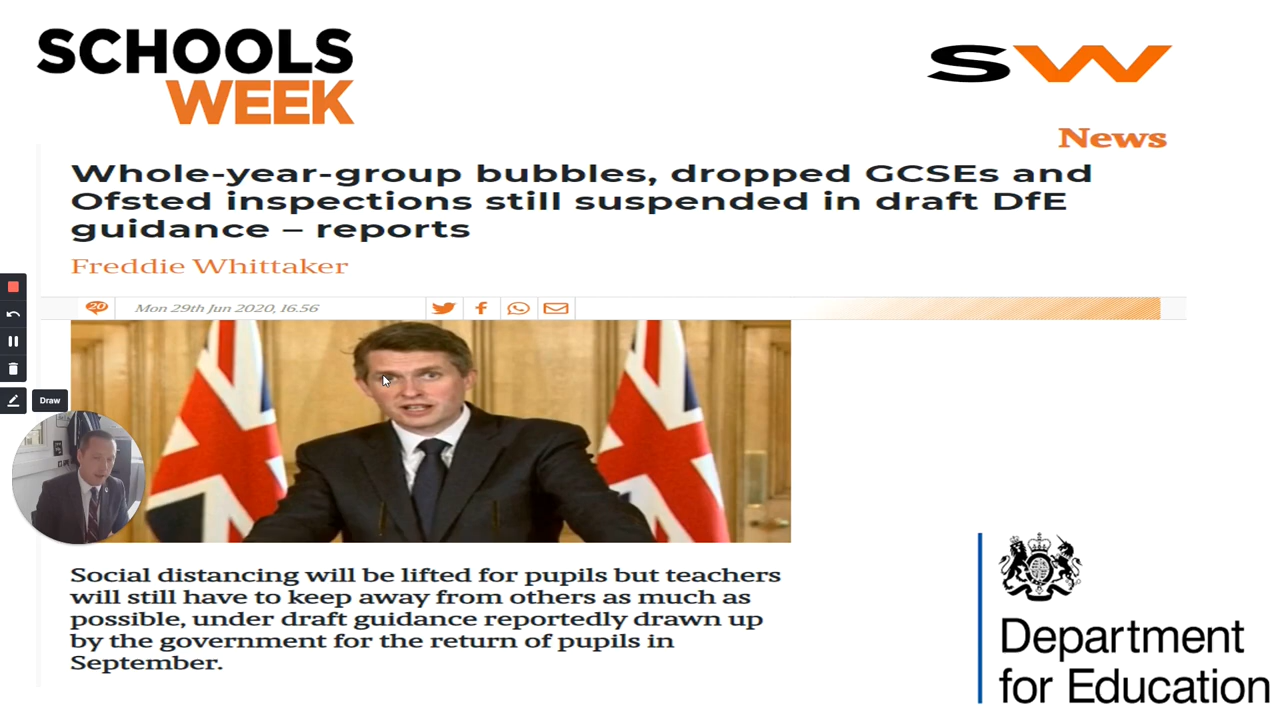 SCHOOLS
WEEK
SW
News
Whole-year-group bubbles, dropped GCSEs and
Ofsted inspections still suspended in draft DfE
guidance – reports
Freddie Whittaker
20
Mon 29th Jun 2020, 16.56
Draw
Social distancing will be lifted for pupils but teachers
will still have to keep away from others as much as
possible, under draft guidance reportedly drawn up
by the government for the return of pupils in
September.
Department
for Education